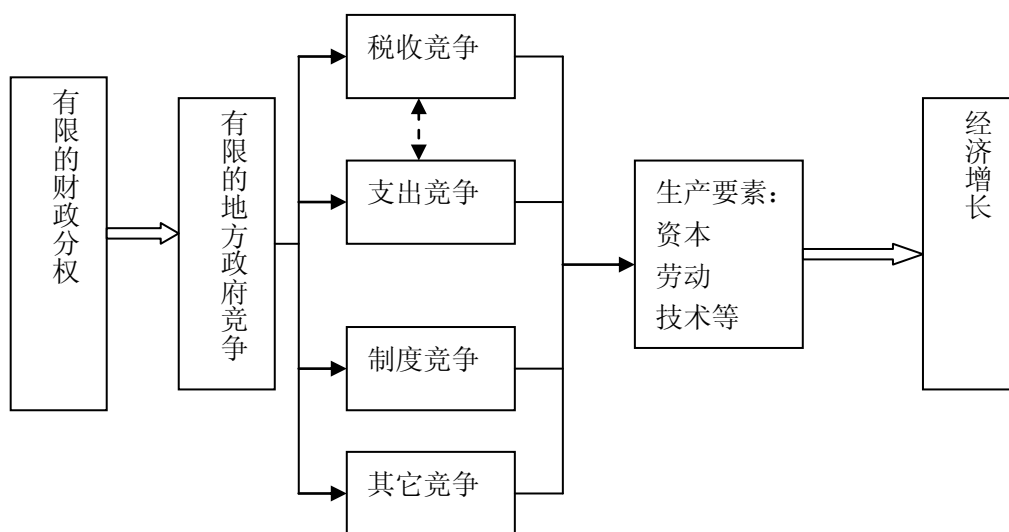 有限的财政分权
有限的地方政府竞争
税收竞争
支出竞争
制度竞争
其它竞争
生产要素：
资本
劳动
技术等
经济增长